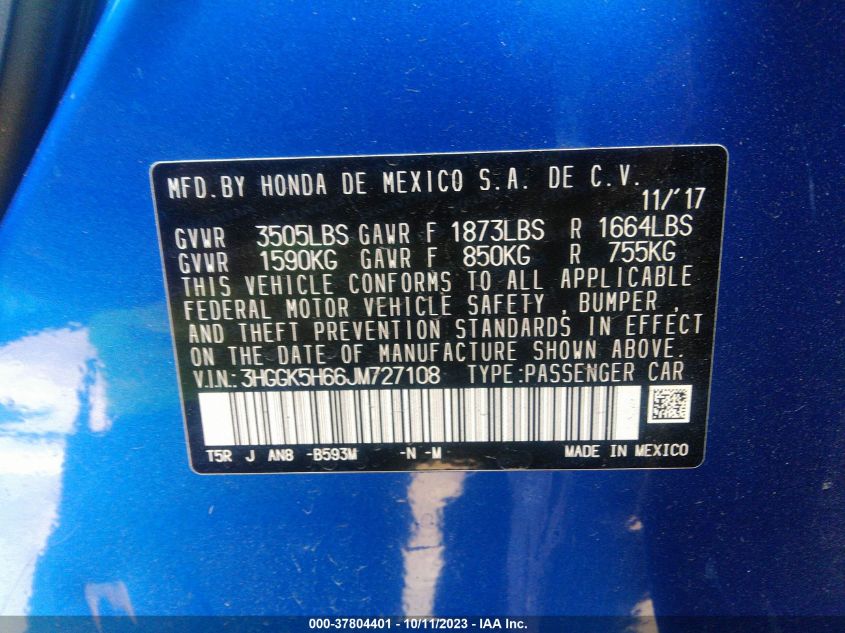 MFD.BY HONDA DE MEXICO S.A. DE C.V.
11/'17
GVWR 3505LBS GAWR F 1873LBS R 1664LBS
GVWR 1590KG GAWR F 850KG R 755KG
THIS VEHICLE CONFORMS TO ALL APPLICABLE
FEDERAL MOTOR VEHICLE SAFETY , BUMPER ,
AND THEFT PREVENTION STANDARDS IN EFFECT
ON THE DATE OF MANUFACTURE SHOWN ABOVE.
V.I.N.: 3HGGK5H66JM727108 TYPE:PASSENGER CAR
T5R J AN8 -B593M -N -M MADE IN MEXICO
000-37804401 - 10/11/2023 - IAA Inc.